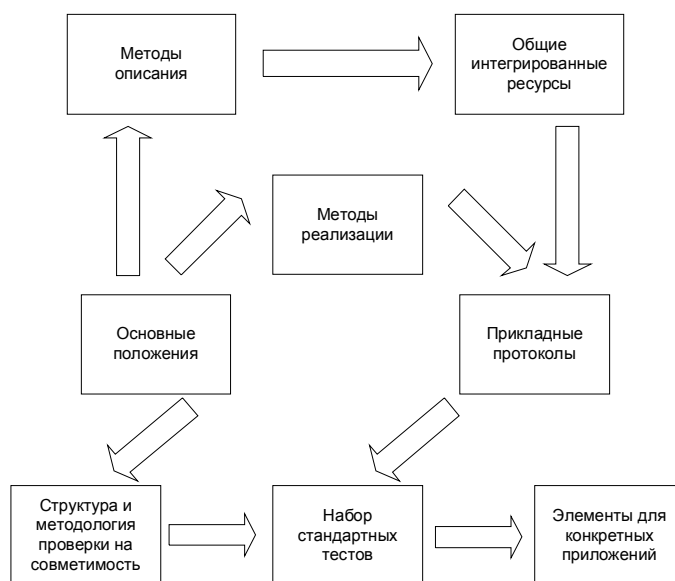 Методы
описания
Общие
интегрированные
ресурсы
Методы
реализации
Основные
положения
Прикладные
протоколы
Структура и
методология
проверки на
совметимость
Набор
стандартных
тестов
Элементы для
конкретных
приложений